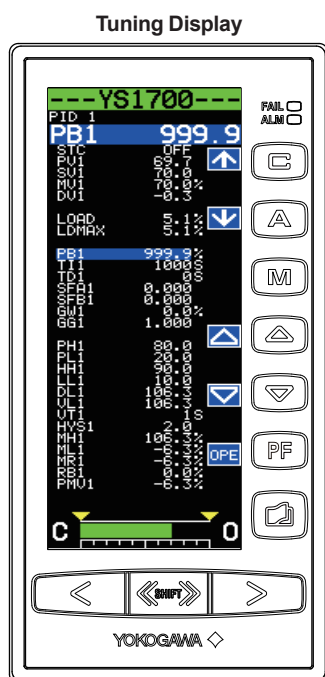 Tuning Display
---YS1700---
PID 1
PB1 999.9
STC OFF
PV1 69.7
SV1 70.0
MV1 70.0%
DV1 -0.3
LOAD 5.1%
LDMAX 5.1%
PB1 999.9%
TI1 1000S
TD1 0S
SFA1 0.000
SFB1 0.000
GW1 0.0%
GG1 1.000
PH1 80.0
PL1 20.0
HH1 90.0
LL1 10.0
DL1 106.3
VL1 106.3
VT1 1S
HYS1 2.0
MH1 106.3%
ML1 -6.3%
MR1 -6.3%
RB1 0.0%
PMV1 -6.3%
OPE
C O
FAIL
ALM
C
A
M
PF
SHIFT
YOKOGAWA